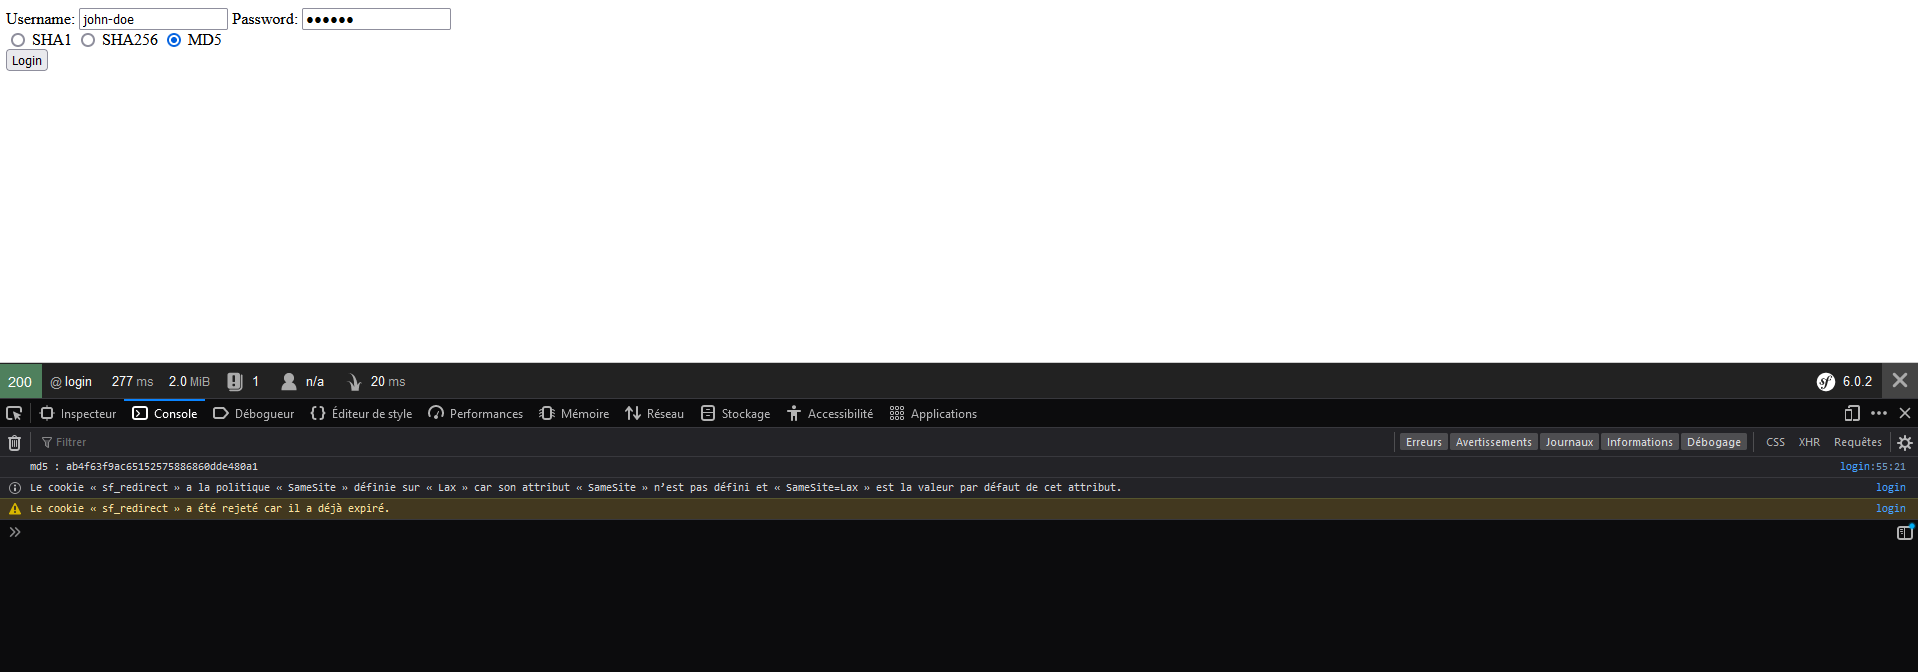 Username: john-doe Password: ●●●●●●
SHA1 SHA256 MD5
Login
200 @ login 277 ms 2.0 MiB 1 n/a 20 ms sf 6.0.2
Inspecteur Console Débogueur Éditeur de style Performances Mémoire Réseau Stockage Accessibilité Applications
Filtrer Erreurs Avertissements Journaux Informations Débogage CSS XHR Requêtes
md5 : ab4f63f9ac65152575886860dde480a1 login:55:21
Le cookie « sf_redirect » a la politique « SameSite » définie sur « Lax » car son attribut « SameSite » n’est pas défini et « SameSite=Lax » est la valeur par défaut de cet attribut. login
Le cookie « sf_redirect » a été rejeté car il a déjà expiré. login